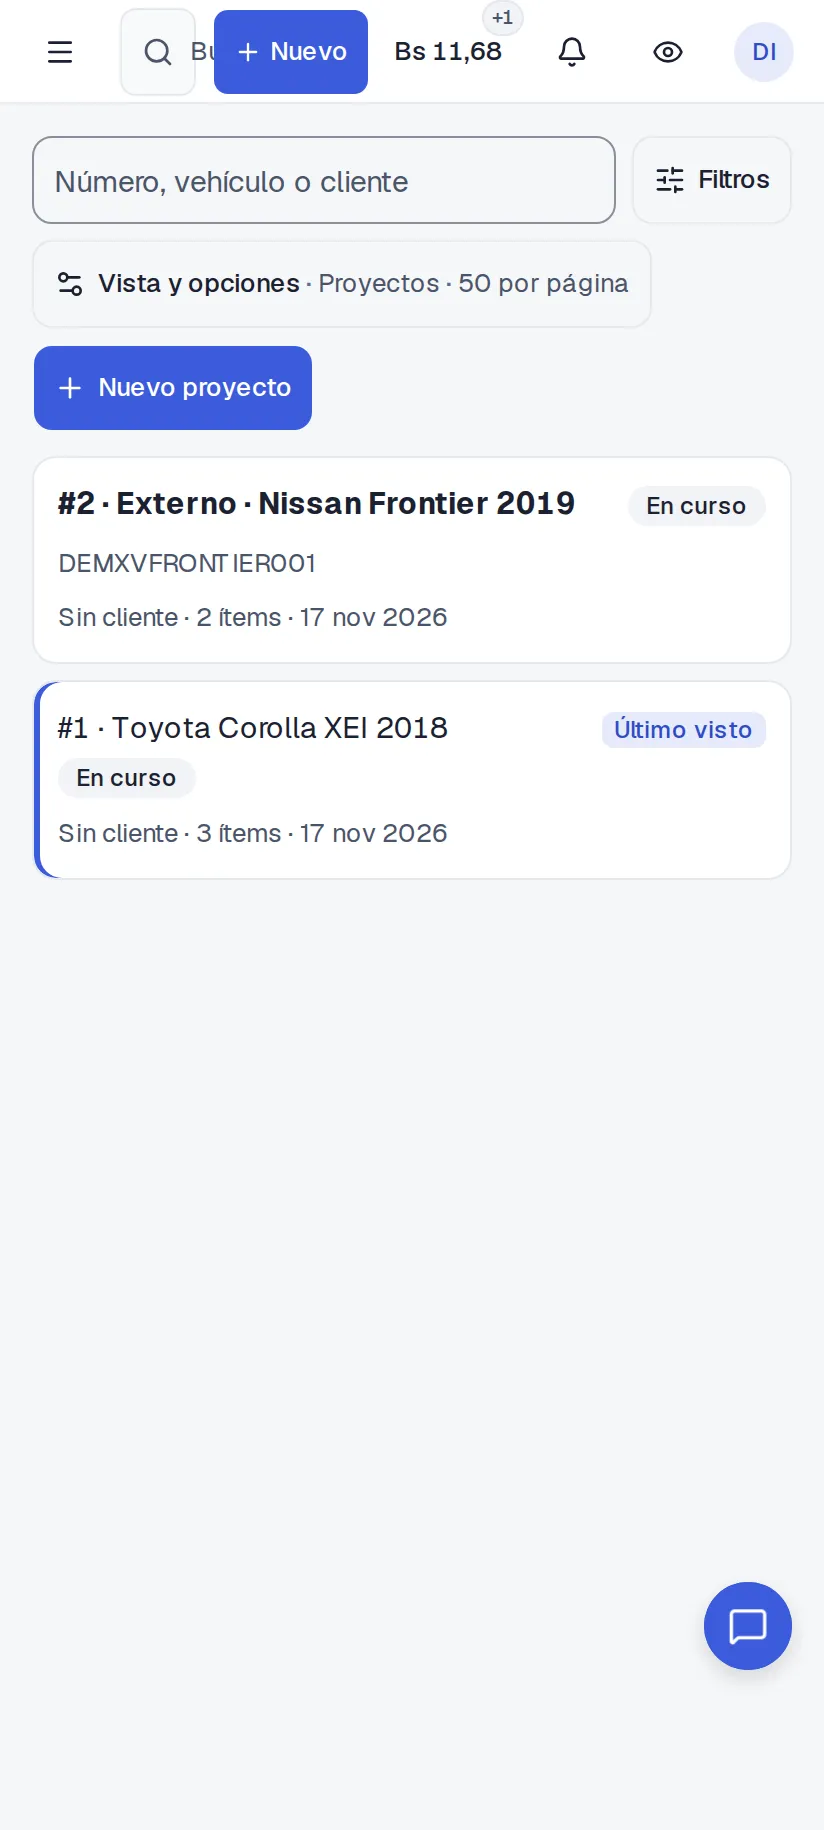 Bu
+ Nuevo
Bs 11,68
+1
DI
Número, vehículo o cliente
Filtros
Vista y opciones · Proyectos · 50 por página
+ Nuevo proyecto
#2 · Externo · Nissan Frontier 2019
En curso
DEMXVFRONTIER001
Sin cliente · 2 ítems · 17 nov 2026
#1 · Toyota Corolla XEI 2018
Último visto
En curso
Sin cliente · 3 ítems · 17 nov 2026